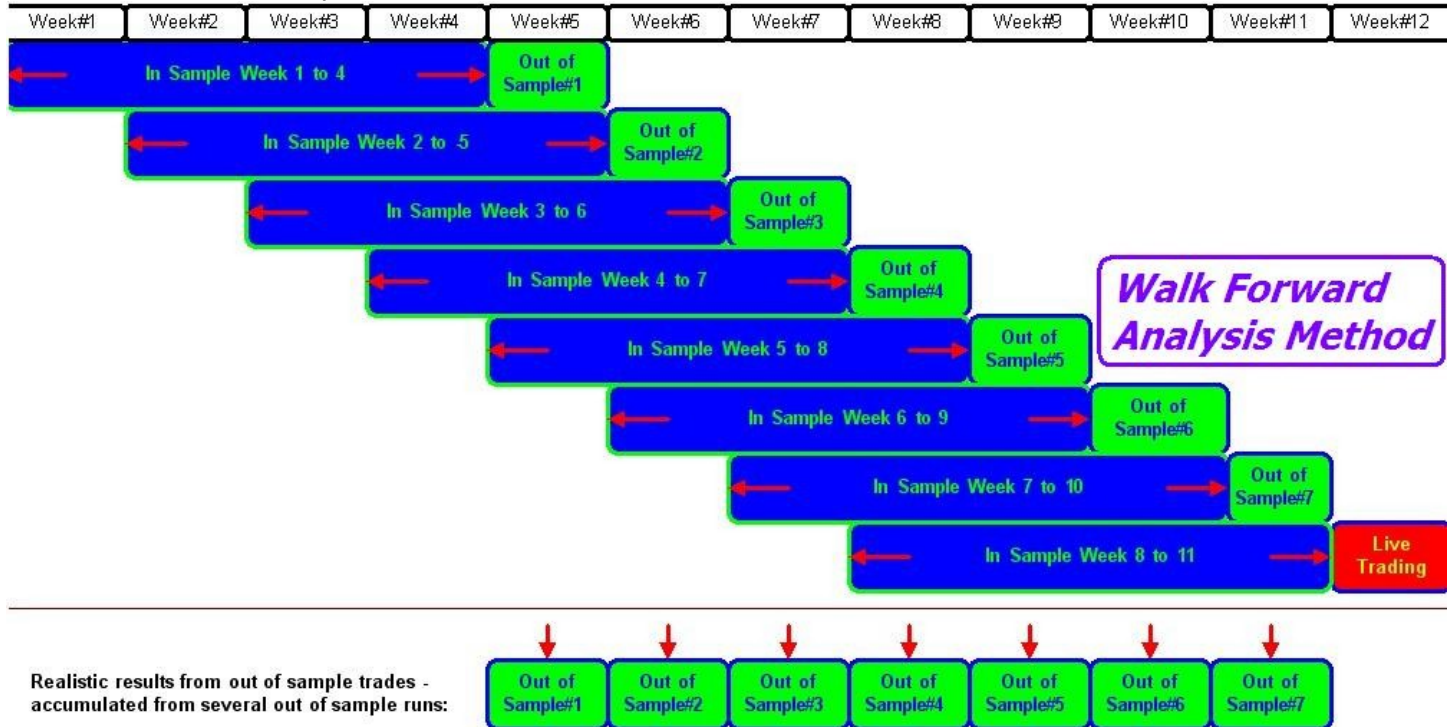 Week#1 Week#2 Week#3 Week#4 Week#5 Week#6 Week#7 Week#8 Week#9 Week#10 Week#11 Week#12
In Sample Week 1 to 4
Out of
Sample#1
In Sample Week 2 to -5
Out of
Sample#2
In Sample Week 3 to 6
Out of
Sample#3
In Sample Week 4 to 7
Out of
Sample#4
Walk Forward
Analysis Method
In Sample Week 5 to 8
Out of
Sample#5
In Sample Week 6 to 9
Out of
Sample#6
In Sample Week 7 to 10
Out of
Sample#7
In Sample Week 8 to 11
Live
Trading
Realistic results from out of sample trades -
accumulated from several out of sample runs:
Out of
Sample#1
Out of
Sample#2
Out of
Sample#3
Out of
Sample#4
Out of
Sample#5
Out of
Sample#6
Out of
Sample#7